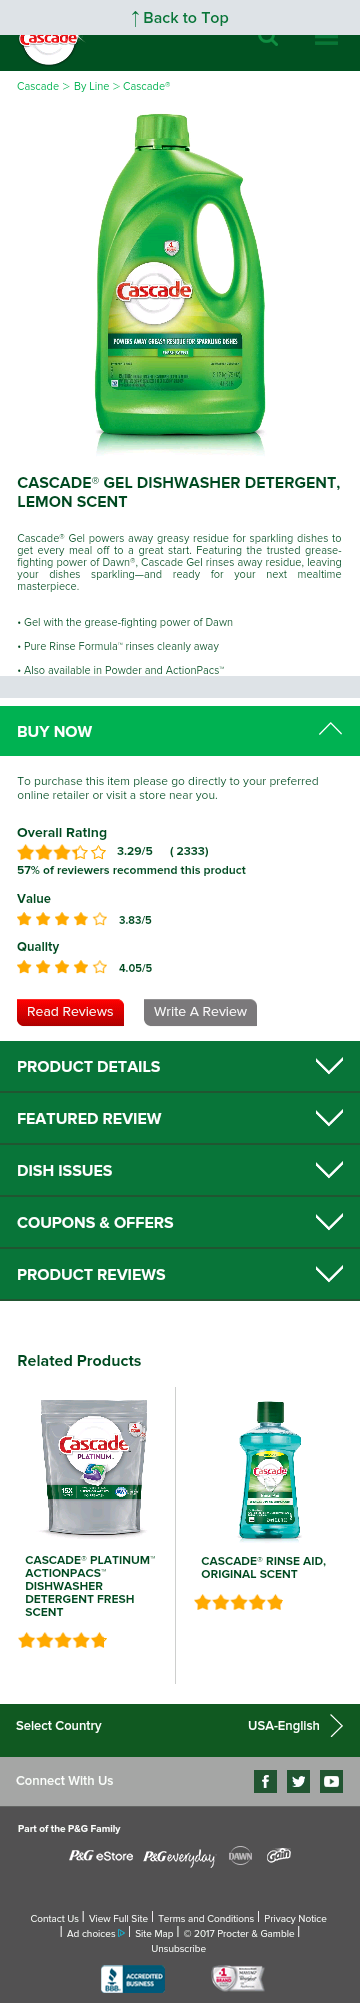 ↑ Back to Top
Cascade
Cascade > By Line > Cascade®
Cascade
POWERS AWAY GREASY RESIDUE FOR SPARKLING DISHES
CASCADE® GEL DISHWASHER DETERGENT,
LEMON SCENT
Cascade® Gel powers away greasy residue for sparkling dishes to
get every meal off to a great start. Featuring the trusted grease-
fighting power of Dawn®, Cascade Gel rinses away residue, leaving
your dishes sparkling—and ready for your next mealtime
masterpiece.
• Gel with the grease-fighting power of Dawn
• Pure Rinse Formula™ rinses cleanly away
• Also available in Powder and ActionPacs™
BUY NOW
To purchase this item please go directly to your preferred
online retailer or visit a store near you.
Overall Rating
3.29/5 ( 2333)
57% of reviewers recommend this product
Value
3.83/5
Quality
4.05/5
Read Reviews Write A Review
PRODUCT DETAILS
FEATURED REVIEW
DISH ISSUES
COUPONS & OFFERS
PRODUCT REVIEWS
Related Products
Cascade
PLATINUM
Cascade
CASCADE® PLATINUM™
ACTIONPACS™
DISHWASHER
DETERGENT FRESH
SCENT
CASCADE® RINSE AID,
ORIGINAL SCENT
Select Country USA-English
Connect With Us
Part of the P&G Family
P&G eStore P&G everyday DAWN Gain
Contact Us | View Full Site | Terms and Conditions | Privacy Notice
| Ad choices | Site Map | © 2017 Procter & Gamble |
Unsubscribe
BBB ACCREDITED
BUSINESS